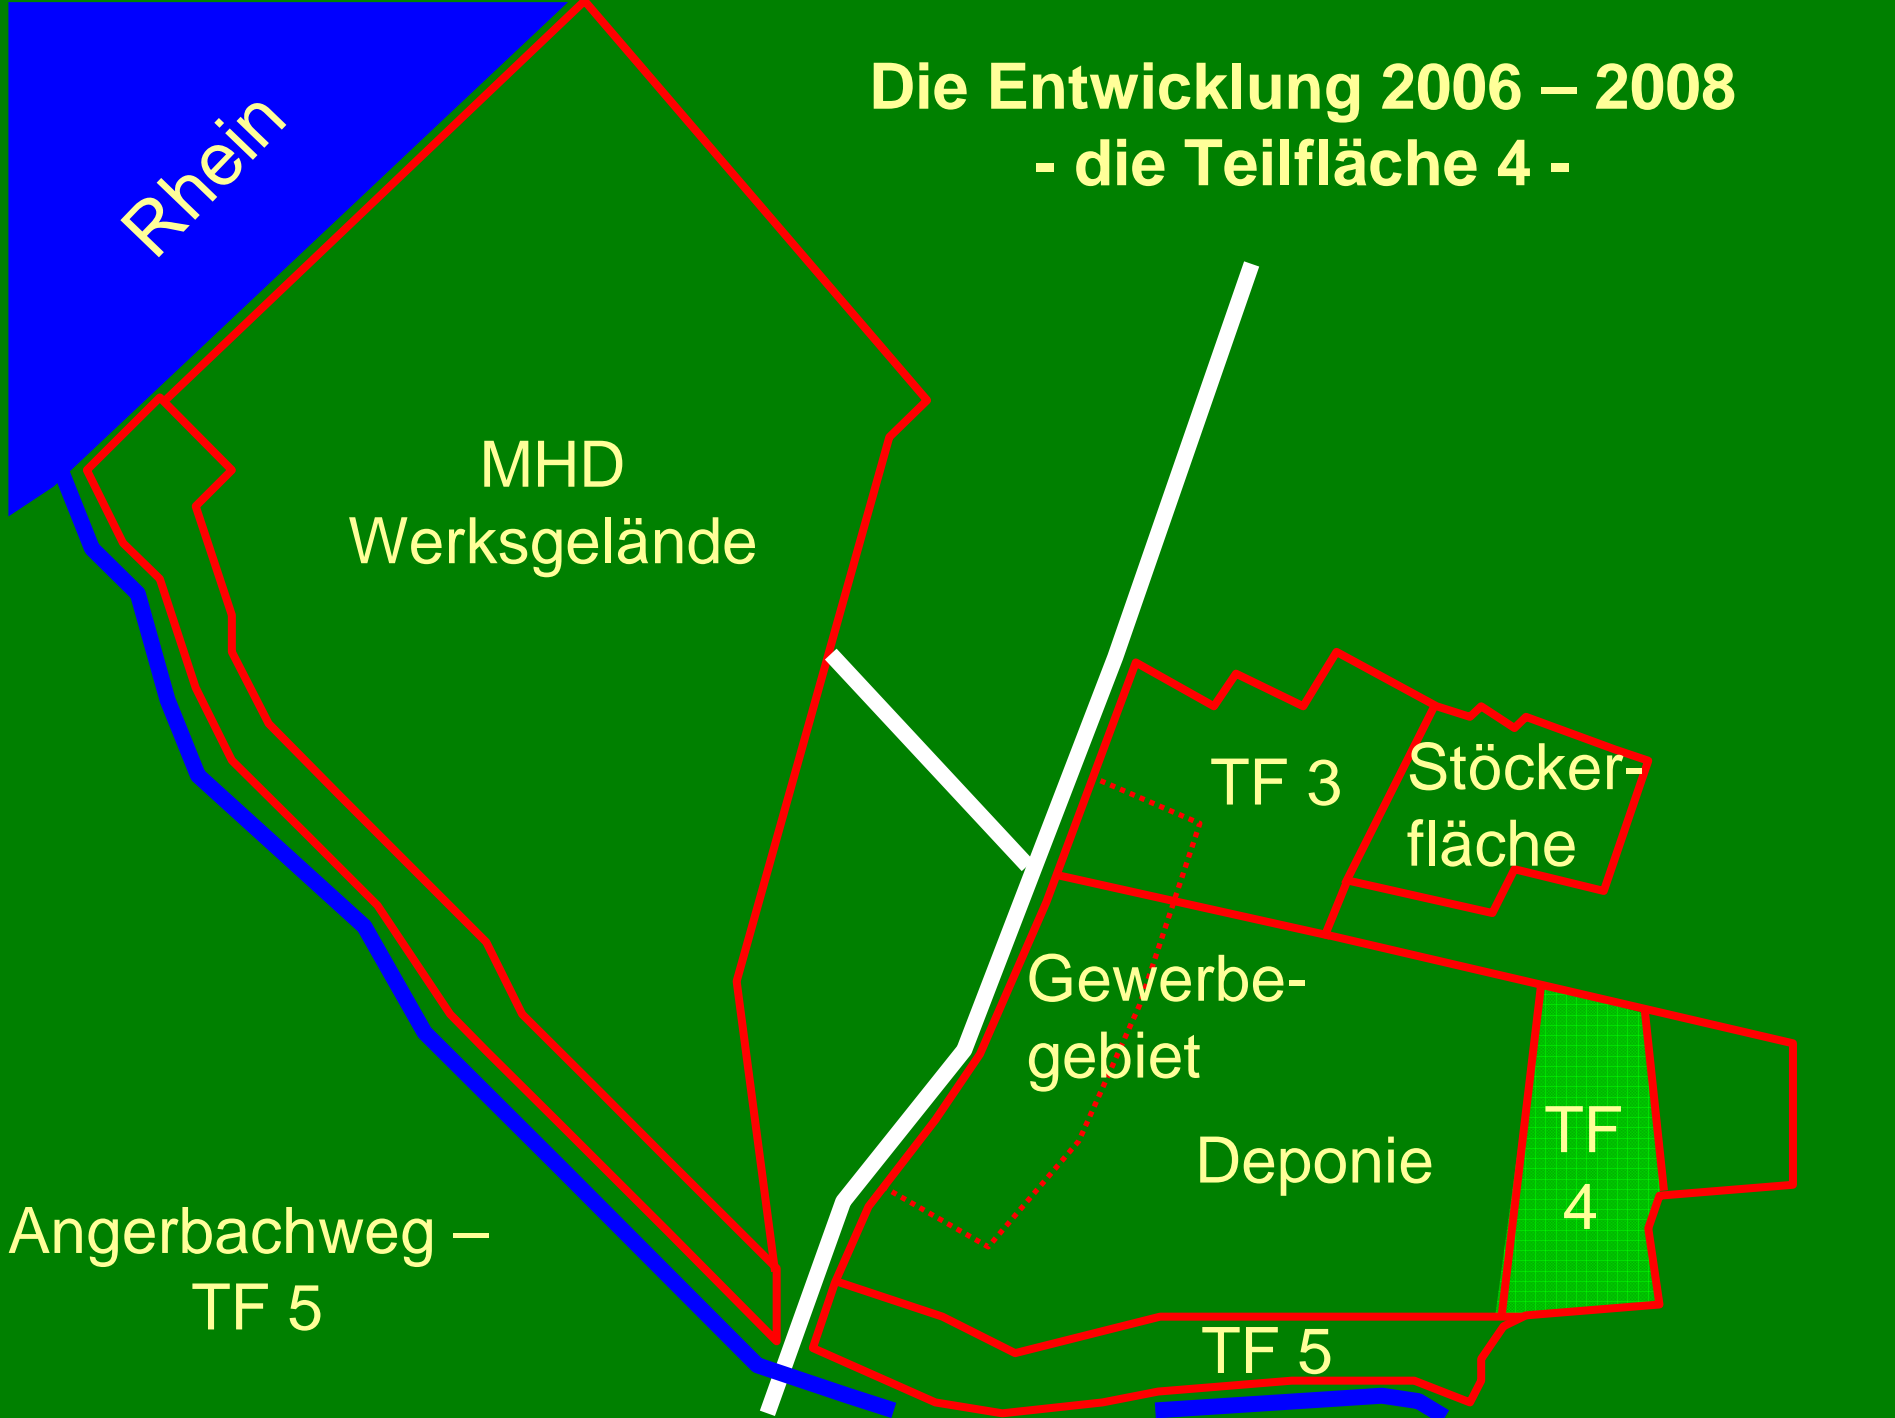 Die Entwicklung 2006 – 2008
- die Teilfläche 4 -
Rhein
MHD
Werksgelände
TF 3
Stöcker-
fläche
Gewerbe-
gebiet
Deponie
TF
4
Angerbachweg –
TF 5
TF 5